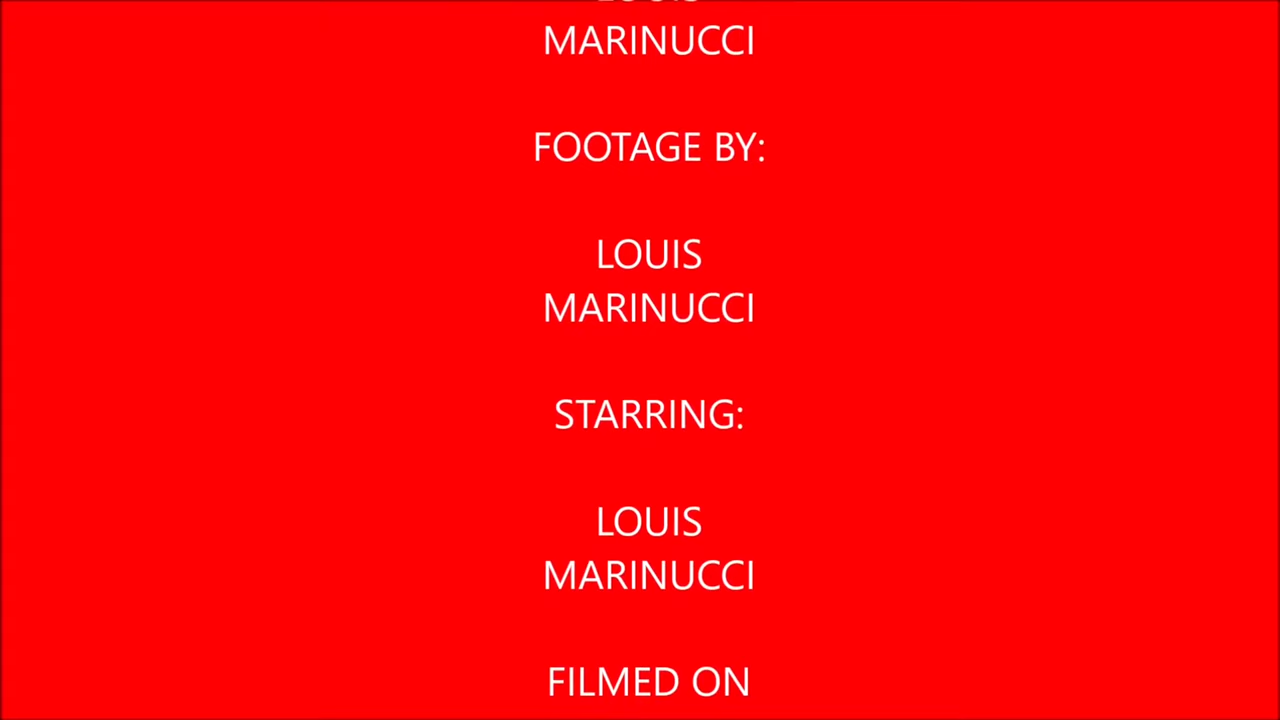 MARINUCCI
FOOTAGE BY:
LOUIS
MARINUCCI
STARRING:
LOUIS
MARINUCCI
FILMED ON